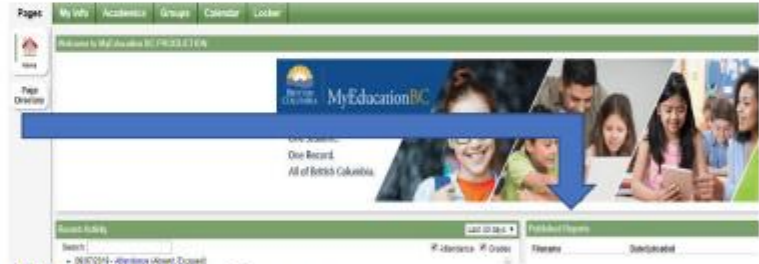 Pages My Info Academics Groups Calendar Locker
Welcome to MyEducation BC PRODUCTION
Home
Page
Directory
BRITISH
COLUMBIA
MyEducationBC
One Student.
One Record.
All of British Columbia.
Recent Activity
Last 30 days
Published Reports
Search
Attendance Grades
Filename Date Uploaded
Attendance (Absent Excused)